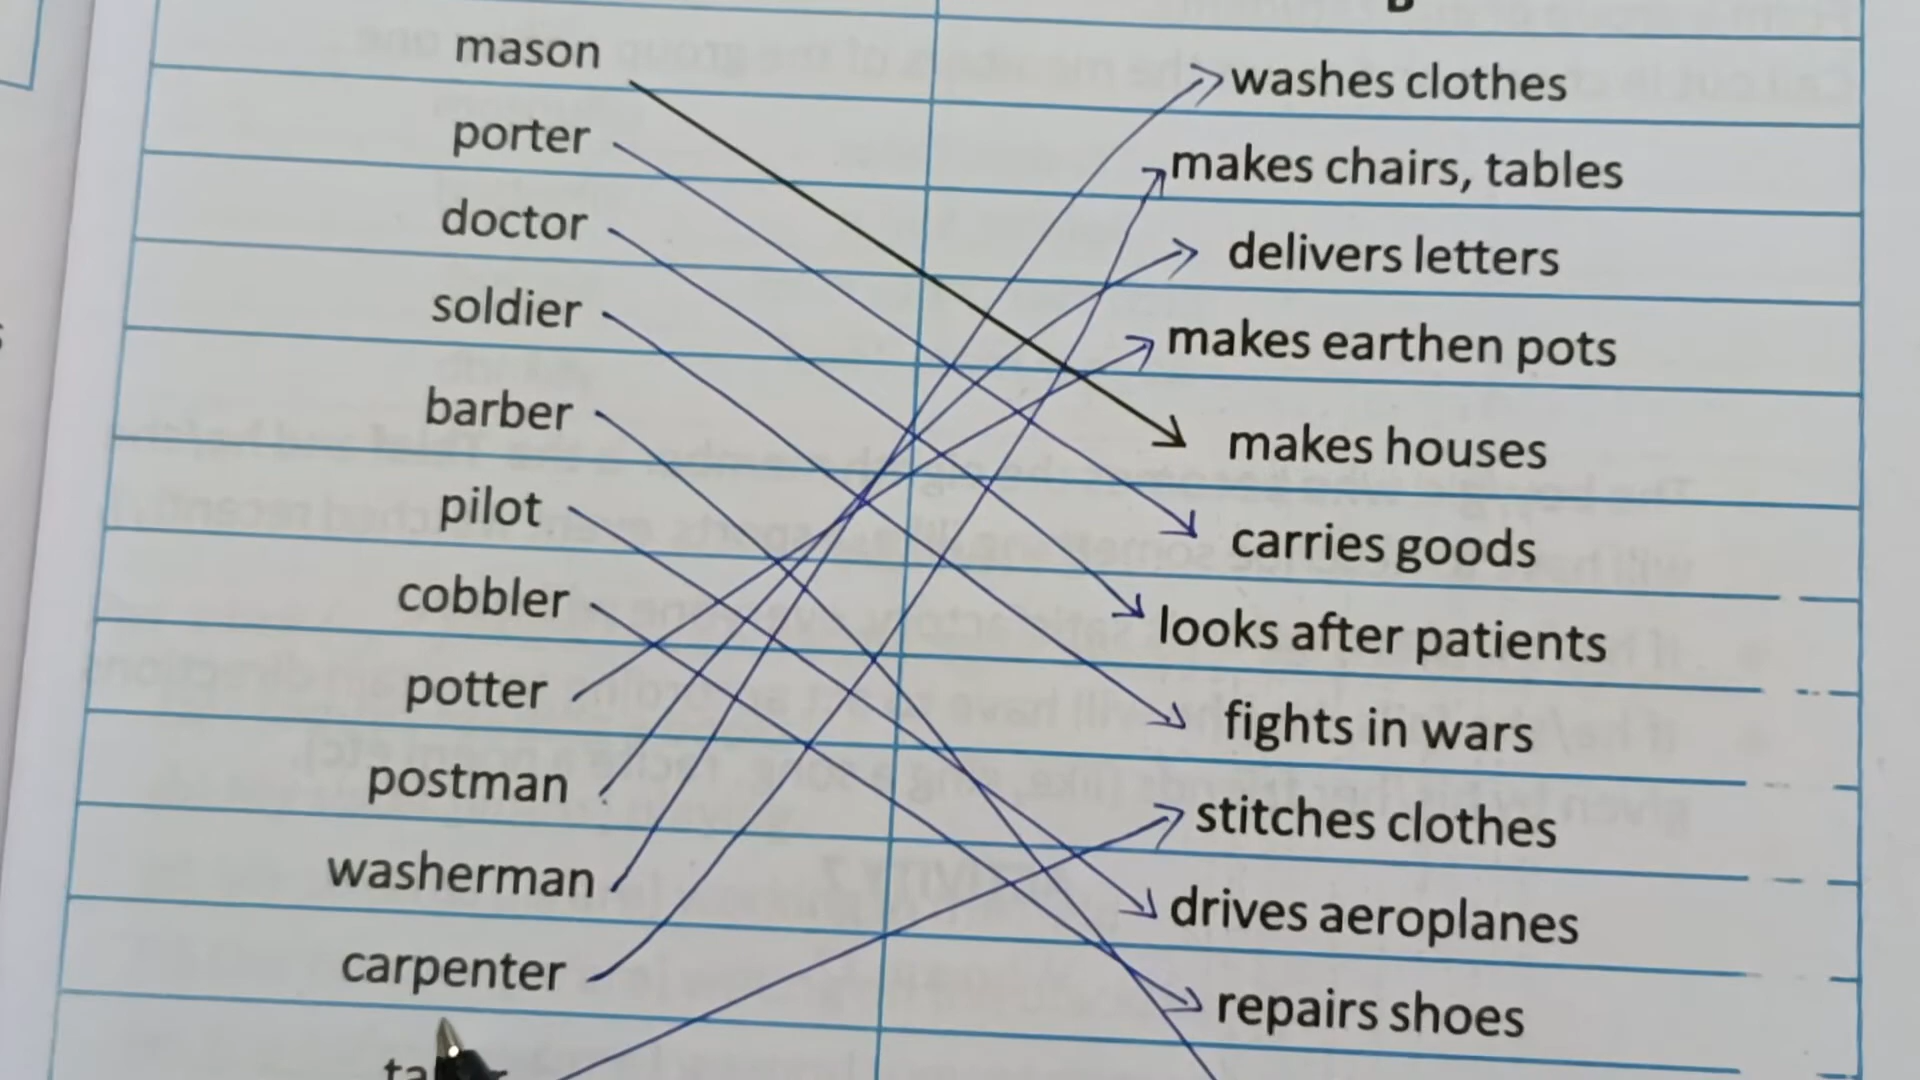 mason washes clothes
porter makes chairs, tables
doctor delivers letters
soldier makes earthen pots
barber makes houses
pilot carries goods
cobbler looks after patients
potter fights in wars
postman stitches clothes
washerman drives aeroplanes
carpenter repairs shoes